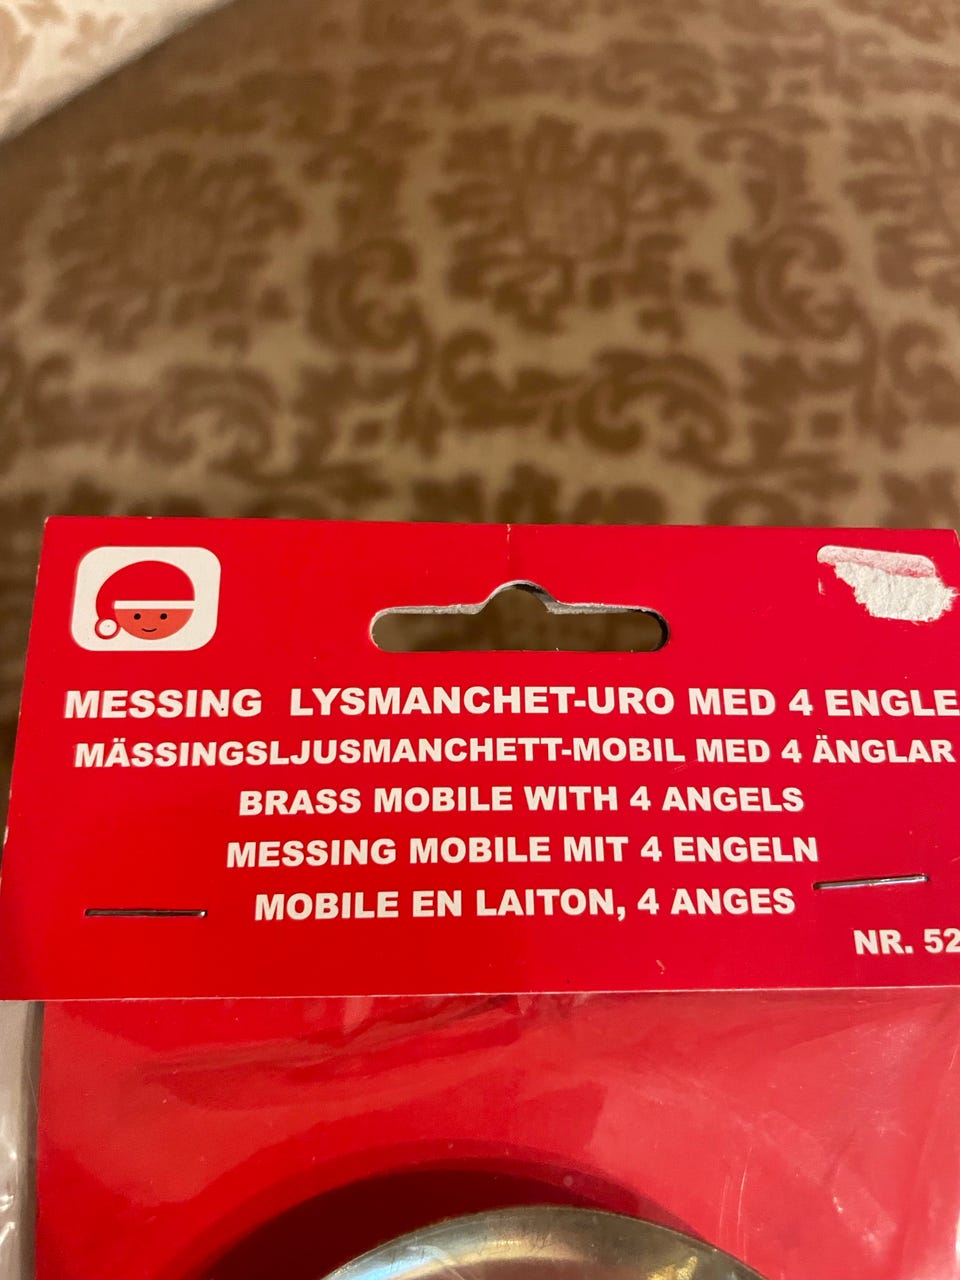 MESSING LYSMANCHET-URO MED 4 ENGLE
MÄSSINGSLJUSMANCHETT-MOBIL MED 4 ÄNGLAR
BRASS MOBILE WITH 4 ANGELS
MESSING MOBILE MIT 4 ENGELN
MOBILE EN LAITON, 4 ANGES
NR. 52